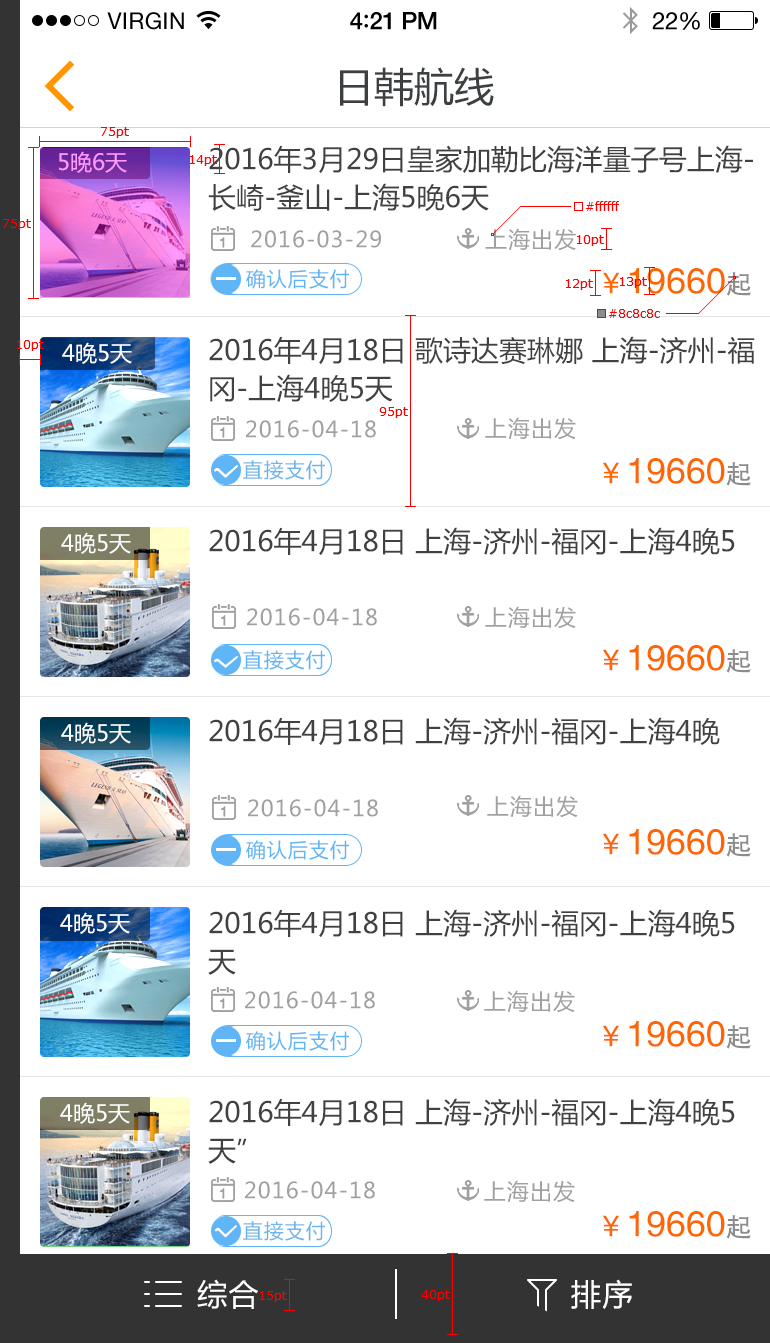 VIRGIN 4:21 PM 22%
日韩航线
75pt
5晚6天
14pt
2016年3月29日皇家加勒比海洋量子号上海-
长崎-釜山-上海5晚6天
#ffffff
75pt
2016-03-29
上海出发
10pt
确认后支付
12pt
¥ 19660起
13pt
#8c8c8c
10pt
4晚5天
2016年4月18日 歌诗达赛琳娜 上海-济州-福
冈-上海4晚5天
95pt
2016-04-18
上海出发
直接支付
¥ 19660起
4晚5天
2016年4月18日 上海-济州-福冈-上海4晚5
2016-04-18
上海出发
直接支付
¥ 19660起
4晚5天
2016年4月18日 上海-济州-福冈-上海4晚
2016-04-18
上海出发
确认后支付
¥ 19660起
4晚5天
2016年4月18日 上海-济州-福冈-上海4晚5
天
2016-04-18
上海出发
确认后支付
¥ 19660起
4晚5天
2016年4月18日 上海-济州-福冈-上海4晚5
天”
2016-04-18
上海出发
直接支付
¥ 19660起
综合
15pt
40pt
排序